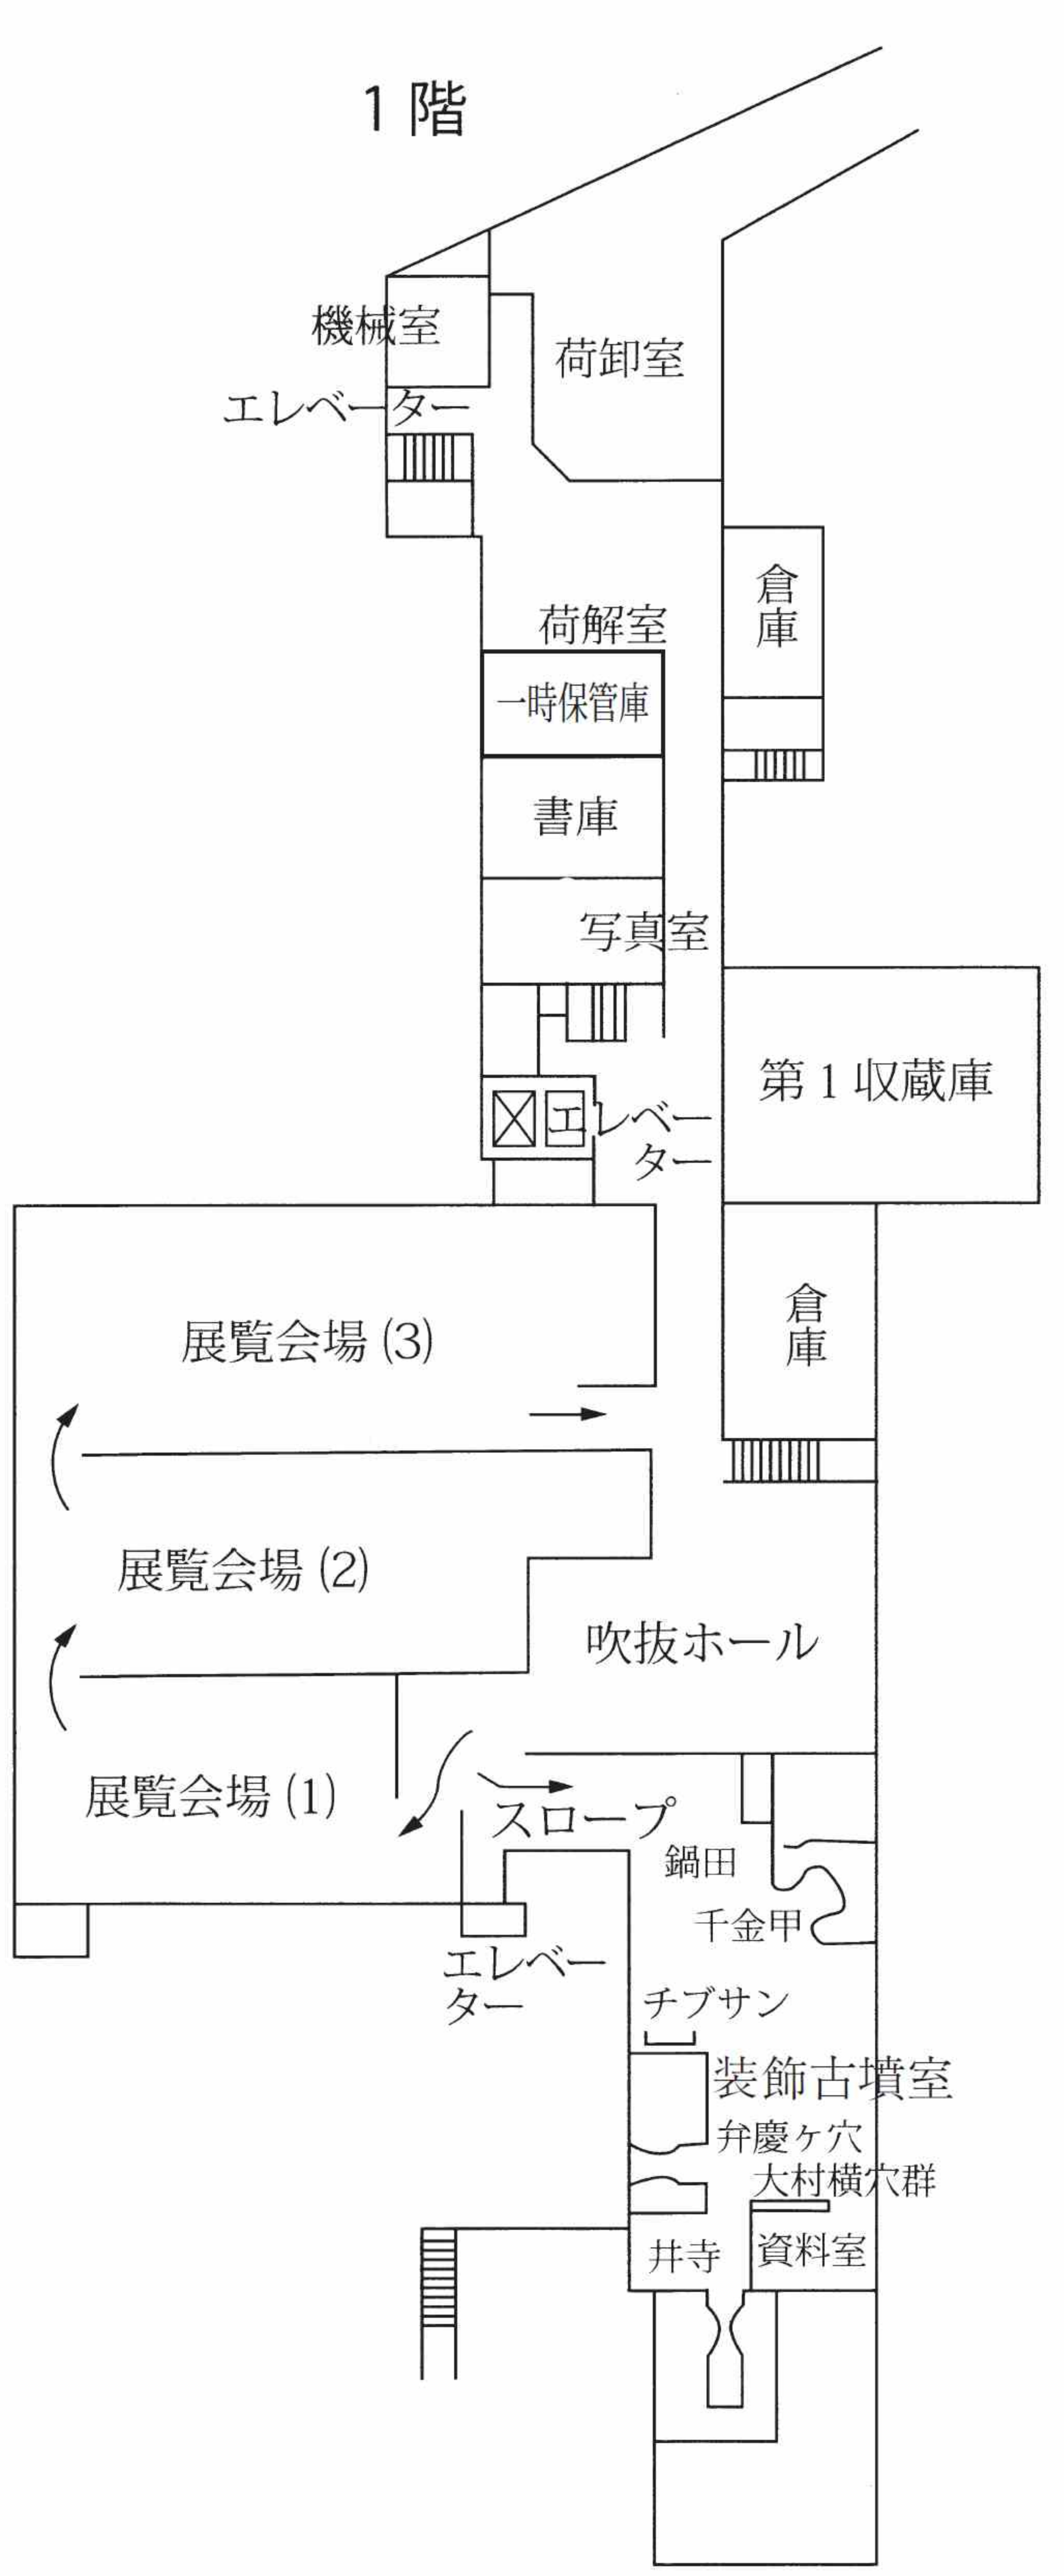 1階
機械室
荷卸室
エレベーター
倉
庫
荷解室
一時保管庫
書庫
写真室
第1収蔵庫
エレベー
ター
倉
庫
展覧会場(3)
展覧会場(2)
吹抜ホール
展覧会場(1)
スロープ
鍋田
千金甲
エレベー
ター
チブサン
装飾古墳室
弁慶ヶ穴
大村横穴群
井寺
資料室